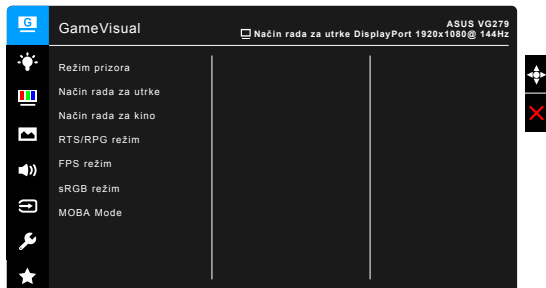 G
GameVisual
ASUS VG279
Način rada za utrke DisplayPort 1920x1080@ 144Hz
Režim prizora
Način rada za utrke
Način rada za kino
RTS/RPG režim
FPS režim
sRGB režim
MOBA Mode